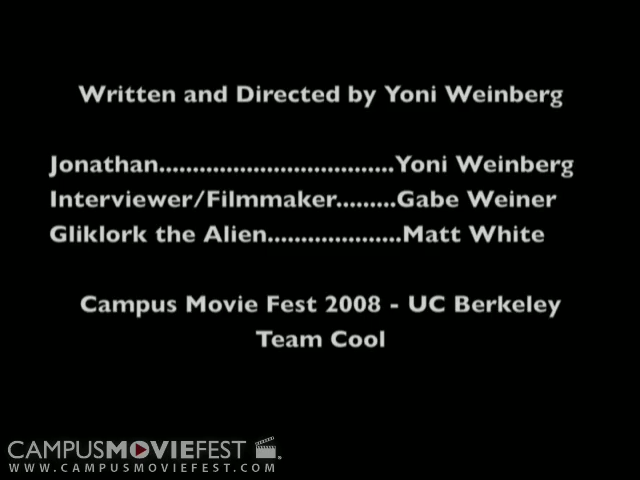 Written and Directed by Yoni Weinberg
Jonathan...................................Yoni Weinberg
Interviewer/Filmmaker.........Gabe Weiner
Gliklork the Alien....................Matt White
Campus Movie Fest 2008 - UC Berkeley
Team Cool
CAMPUSMOVIEFEST
WWW.CAMPUSMOVIEFEST.COM